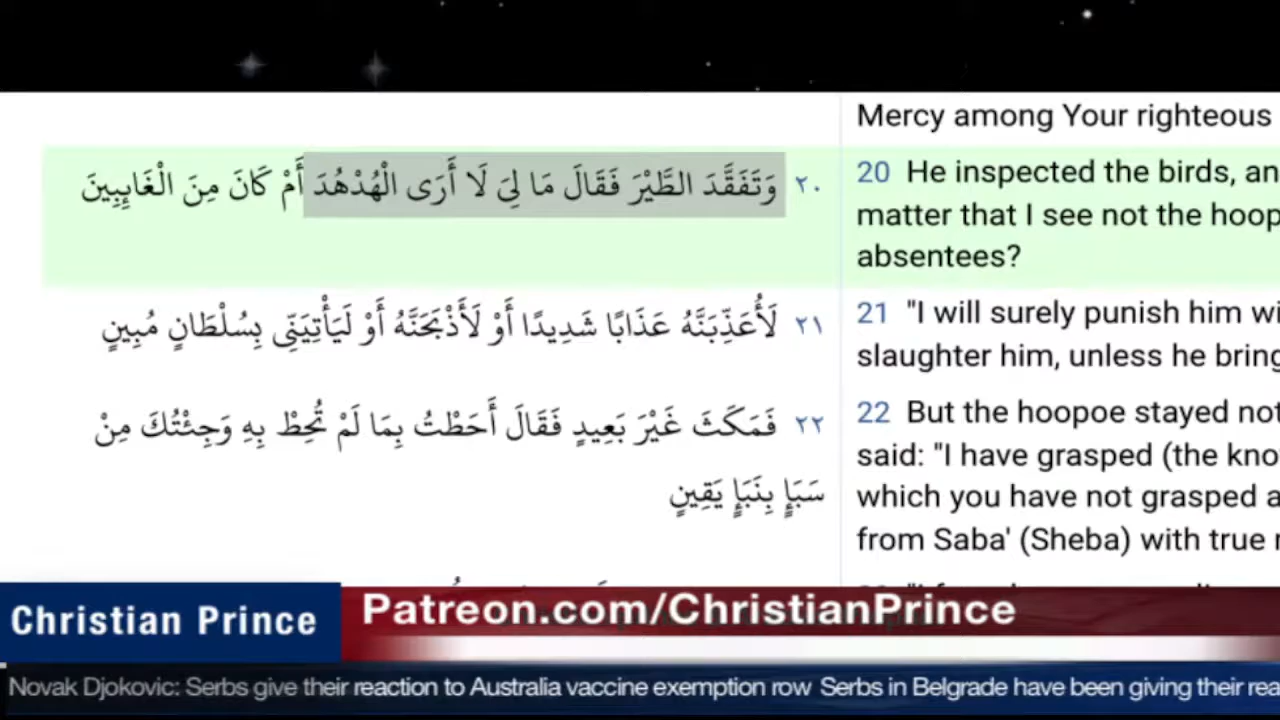 Mercy among Your righteous
٢٠ وَتَفَقَّدَ الطَّيْرَ فَقَالَ مَا لِيَ لَا أَرَى الْهُدْهُدَ أَمْ كَانَ مِنَ الْغَابِبِينَ
20 He inspected the birds, an
matter that I see not the hoop
absentees?
٢١ لَأُعَذِّبَنَّهُ عَذَابًا شَدِيدًا أَوْ لَأَذْبَحَنَّهُ أَوْ لَيَأْتِيَنِّى بِسُلْطَانٍ مُبِينٍ
21 "I will surely punish him wi
slaughter him, unless he bring
٢٢ فَمَكَثَ غَيْرَ بَعِيدٍ فَقَالَ أَحَطْتُ بِمَا لَمْ تُحِطْ بِهِ وَجِئْتُكَ مِنْ
سَبَإٍ بِنَبَإٍ يَقِينٍ
22 But the hoopoe stayed not
said: "I have grasped (the kno
which you have not grasped a
from Saba' (Sheba) with true
Christian Prince
Patreon.com/ChristianPrince
Novak Djokovic: Serbs give their reaction to Australia vaccine exemption row Serbs in Belgrade have been giving their rea